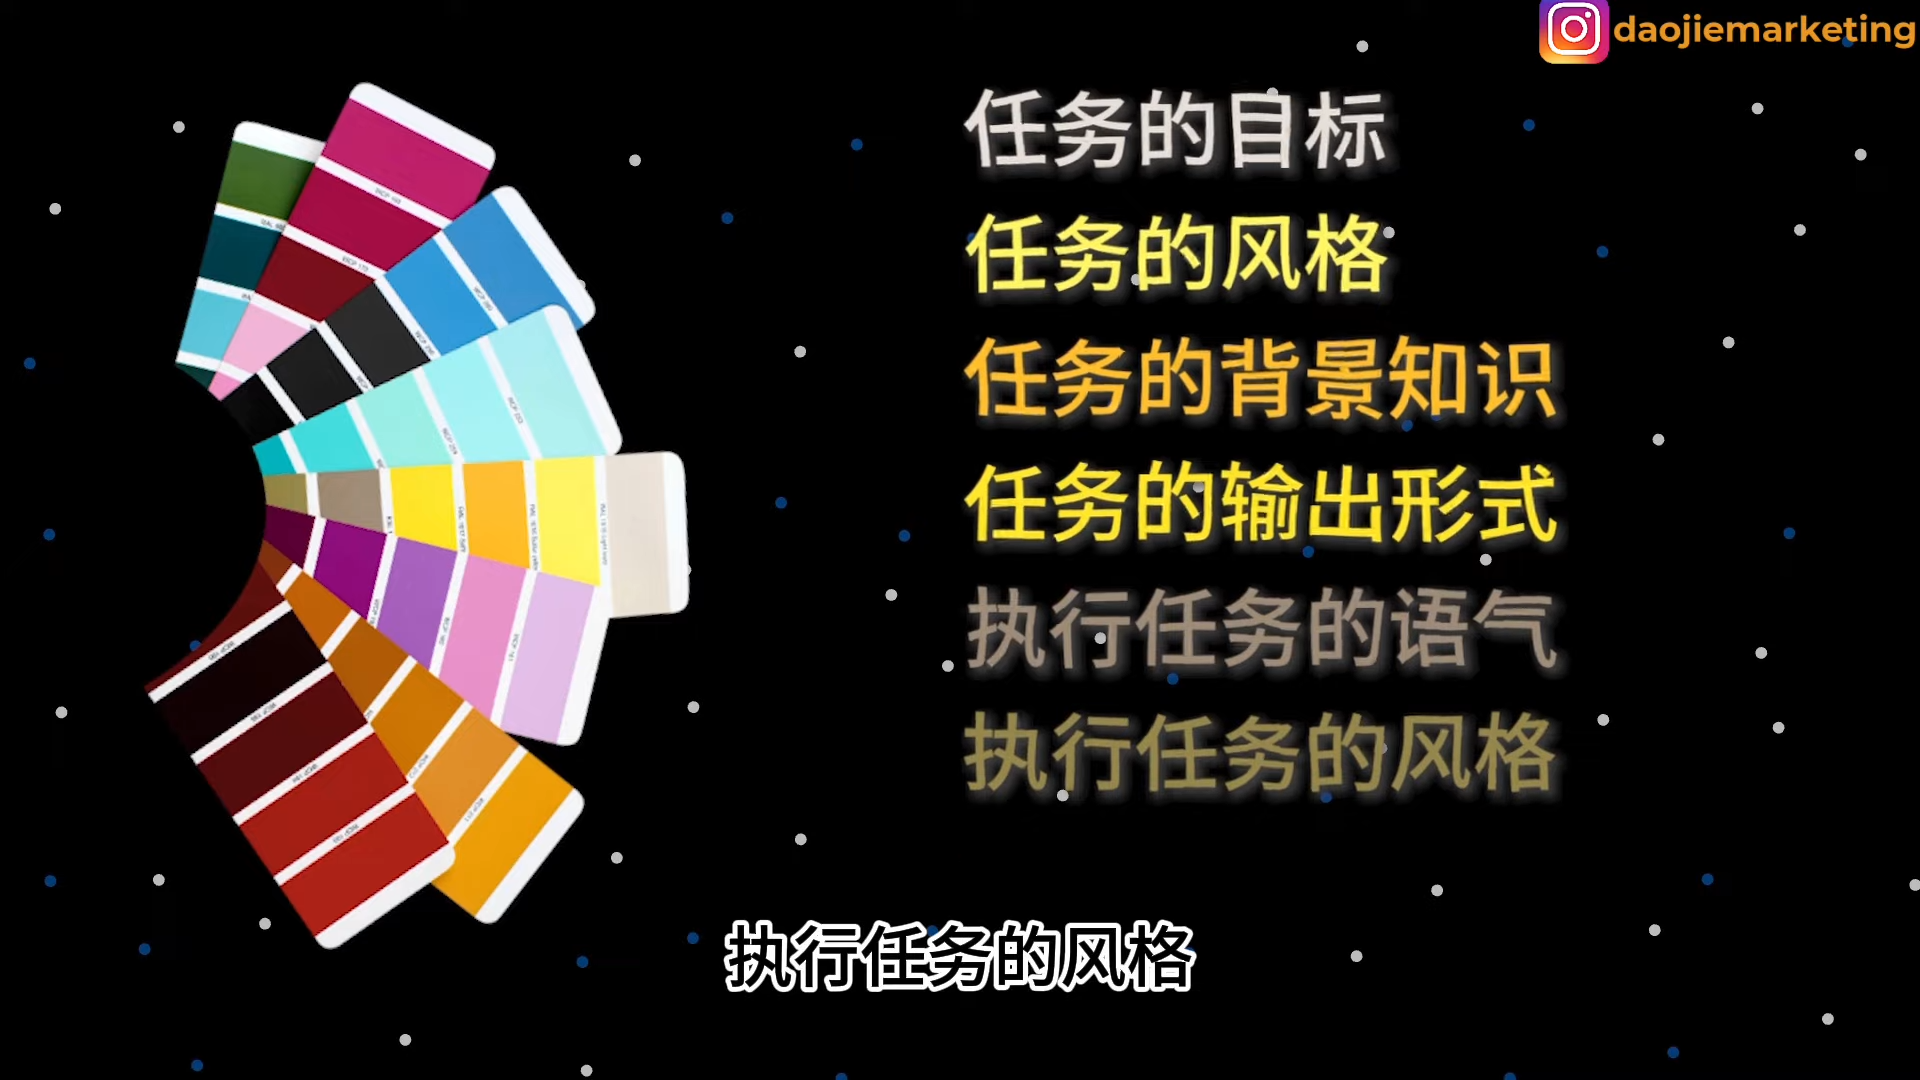 daojiemarketing
任务的目标
任务的风格
任务的背景知识
任务的输出形式
执行任务的语气
执行任务的风格
执行任务的风格